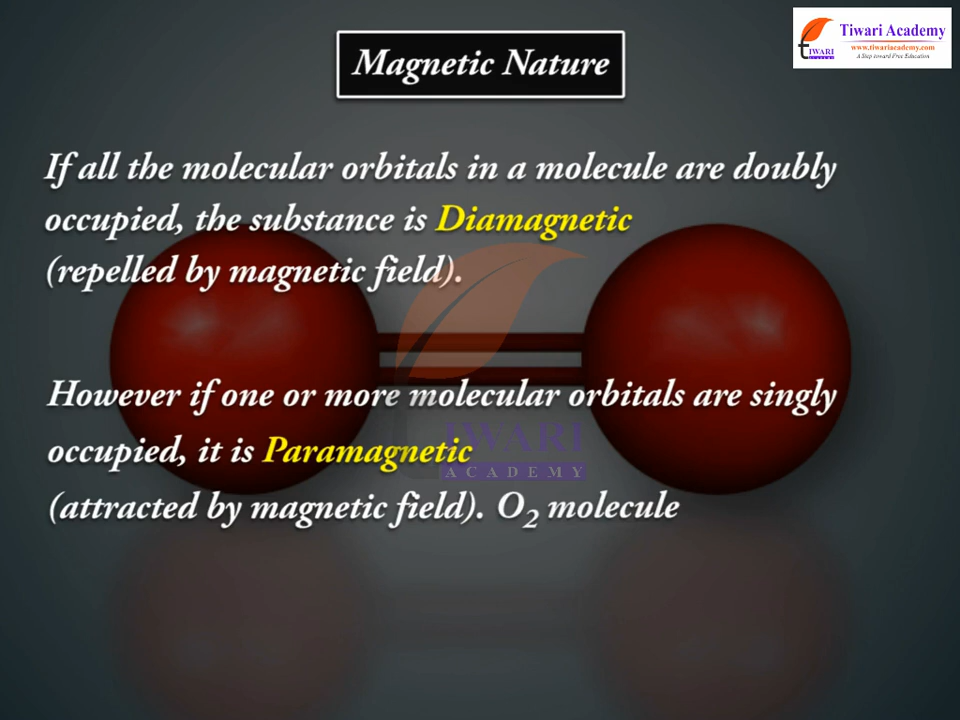 Tiwari Academy
www.tiwariacademy.com
A Step toward Free Education
TIWARI
ACADEMY
Magnetic Nature
If all the molecular orbitals in a molecule are doubly
occupied, the substance is Diamagnetic
(repelled by magnetic field).
However if one or more molecular orbitals are singly
occupied, it is Paramagnetic
(attracted by magnetic field). O₂ molecule
TIWARI
ACADEMY